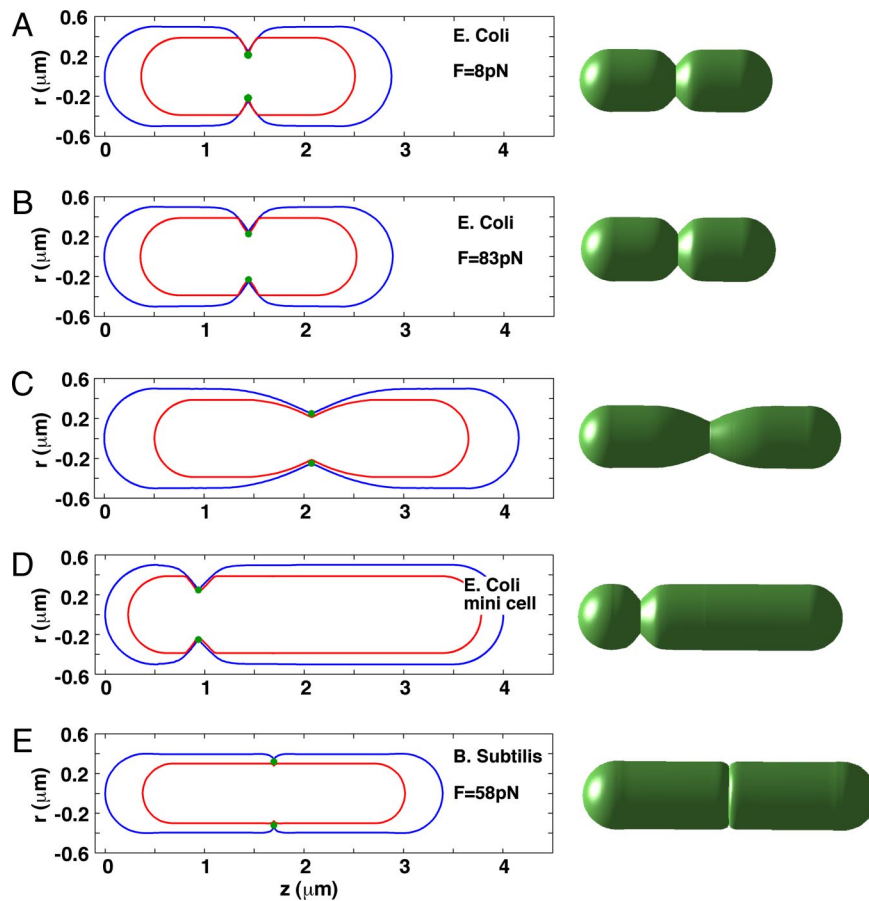 A
0.6
0.2
-0.2
-0.6
r (μm)
E. Coli
F=8pN
0 1 2 3 4
B
0.6
0.2
-0.2
-0.6
r (μm)
E. Coli
F=83pN
0 1 2 3 4
C
0.6
0.2
-0.2
-0.6
r (μm)
0 1 2 3 4
D
0.6
0.2
-0.2
-0.6
r (μm)
E. Coli
mini cell
0 1 2 3 4
E
0.6
0.2
-0.2
-0.6
r (μm)
B. Subtilis
F=58pN
0 1 2 3 4
z (μm)